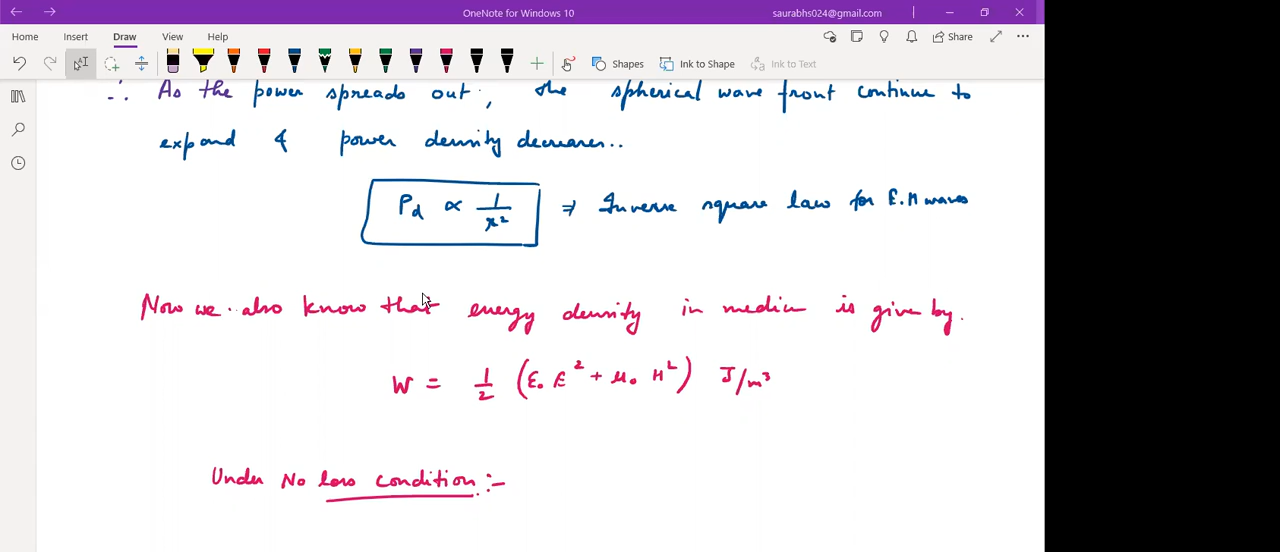 OneNote for Windows 10
saurabhs024@gmail.com
Home Insert Draw View Help
Share
Shapes Ink to Shape Ink to Text
∴ As the power spreads out, the spherical wave front continue to
expand & power density decreases..
Pd ∝ 1/x² ⇒ Inverse square law for E.M waves
Now we also know that energy density in medium is given by.
W = 1/2 (ε₀ E² + μ₀ H²) J/m³
Under No loss condition :-